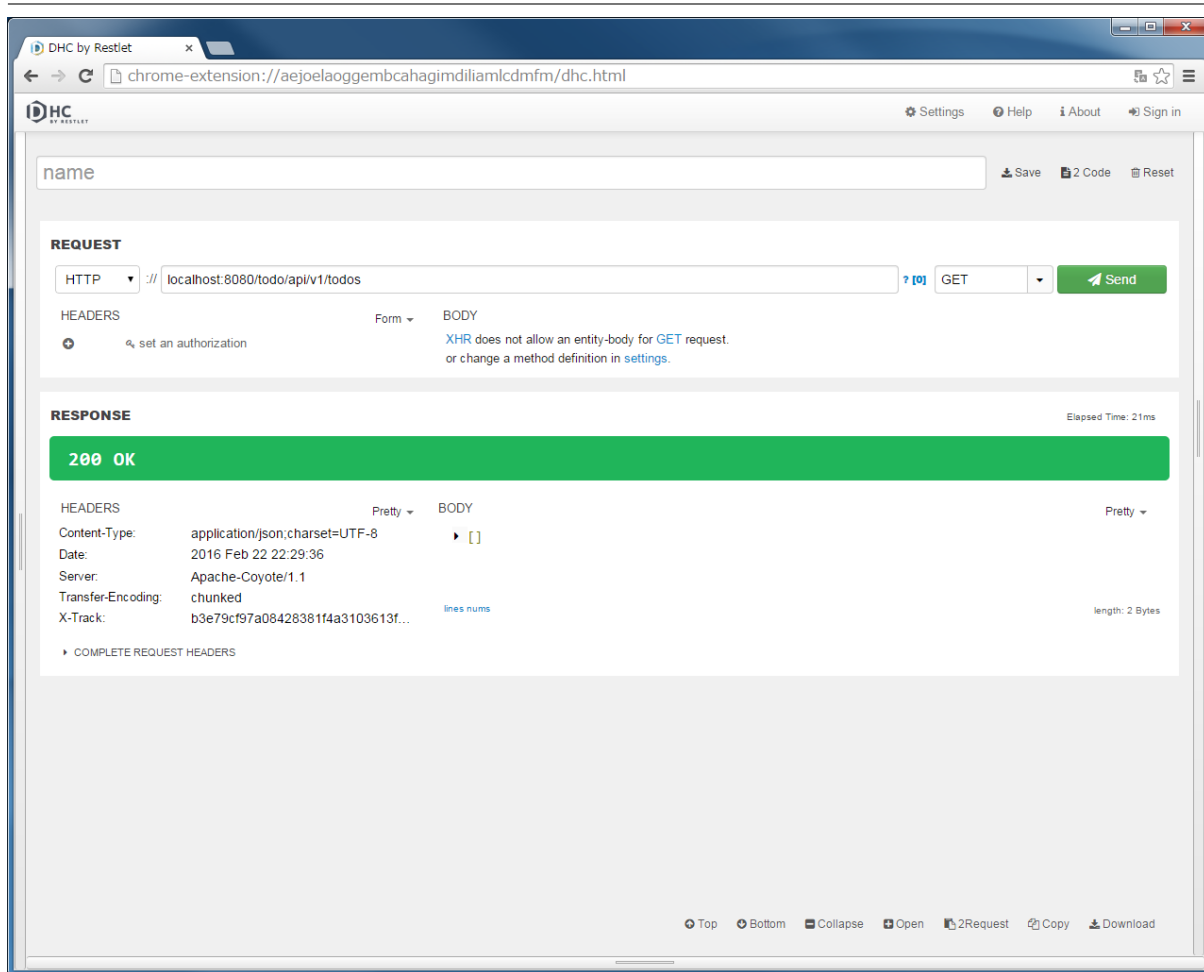 DHC by Restlet
chrome-extension://aejoelaoggembcahagimdiliamlcdmfm/dhc.html
DHC BY RESTLET Settings Help About Sign in
name Save 2 Code Reset
REQUEST
HTTP :// localhost:8080/todo/api/v1/todos ? [0] GET Send
HEADERS Form BODY
set an authorization XHR does not allow an entity-body for GET request.
or change a method definition in settings.
RESPONSE Elapsed Time: 21ms
200 OK
HEADERS Pretty BODY Pretty
Content-Type: application/json;charset=UTF-8 []
Date: 2016 Feb 22 22:29:36
Server: Apache-Coyote/1.1
Transfer-Encoding: chunked
lines nums length: 2 Bytes
X-Track: b3e79cf97a08428381f4a3103613f...
COMPLETE REQUEST HEADERS
Top Bottom Collapse Open 2Request Copy Download